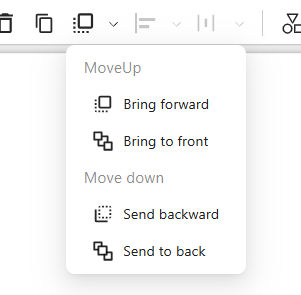 MoveUp
Bring forward
Bring to front
Move down
Send backward
Send to back